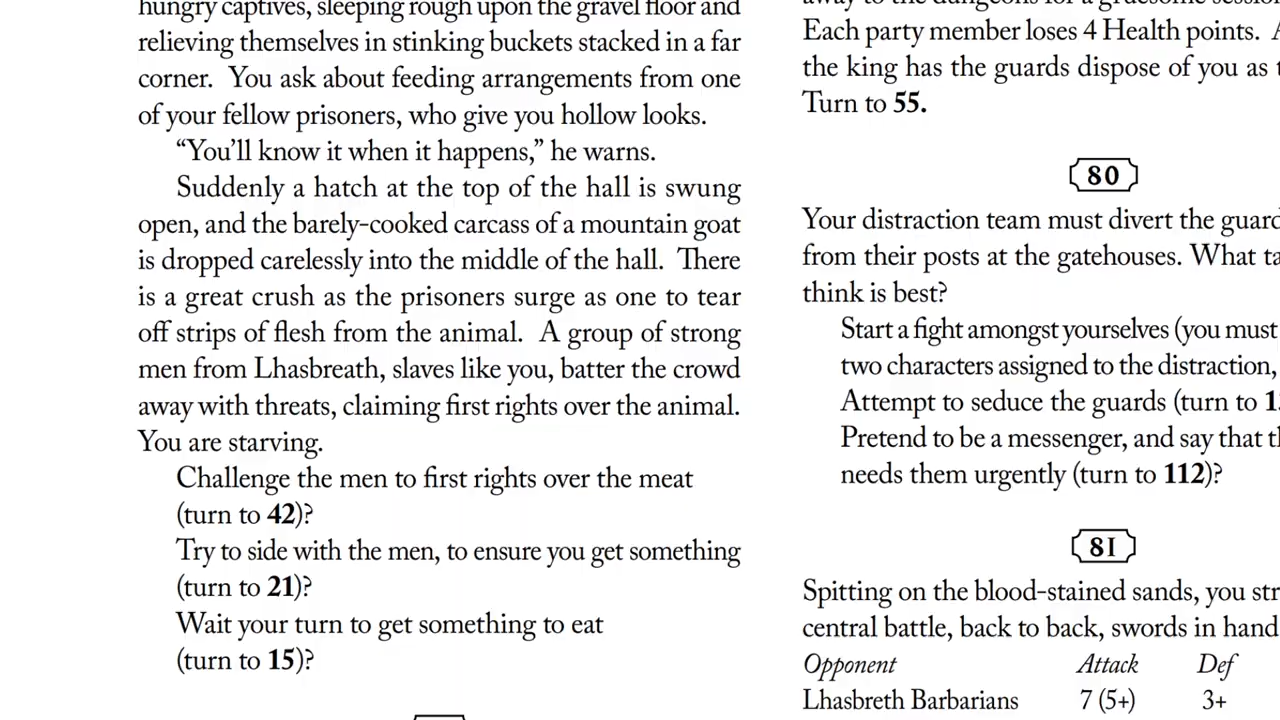 hungry captives, sleeping rough upon the gravel floor and
relieving themselves in stinking buckets stacked in a far
corner.  You ask about feeding arrangements from one
of your fellow prisoners, who give you hollow looks.
“You’ll know it when it happens,” he warns.
Suddenly a hatch at the top of the hall is swung
open, and the barely-cooked carcass of a mountain goat
is dropped carelessly into the middle of the hall.  There
is a great crush as the prisoners surge as one to tear
off strips of flesh from the animal.  A group of strong
men from Lhasbreath, slaves like you, batter the crowd
away with threats, claiming first rights over the animal.
You are starving.
Challenge the men to first rights over the meat
(turn to 42)?
Try to side with the men, to ensure you get something
(turn to 21)?
Wait your turn to get something to eat
(turn to 15)?
away to the dungeons for a gruesome
Each party member loses 4 Health points.
the king has the guards dispose of you as
Turn to 55.
80
Your distraction team must divert the
from their posts at the gatehouses. What
think is best?
Start a fight amongst yourselves (you must
two characters assigned to the distraction,
Attempt to seduce the guards (turn to
Pretend to be a messenger, and say that
needs them urgently (turn to 112)?
81
Spitting on the blood-stained sands, you
central battle, back to back, swords in hand
Opponent Attack Def
Lhasbreth Barbarians 7 (5+) 3+